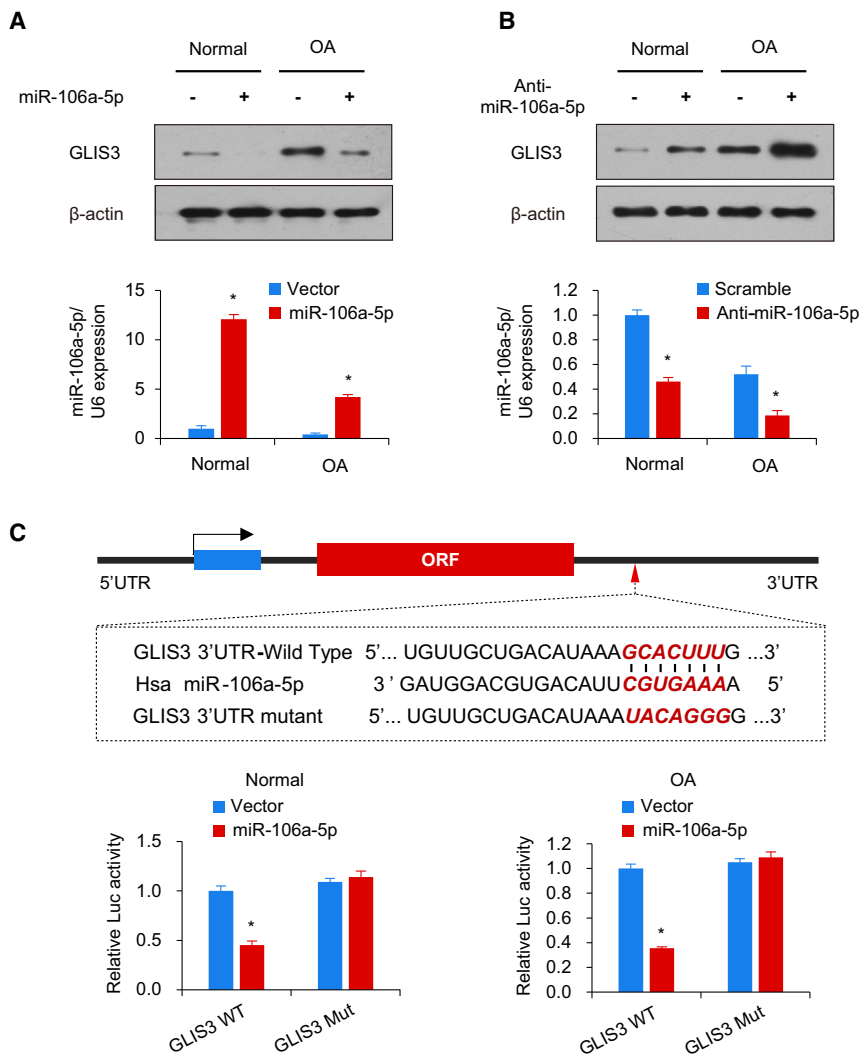 A
Normal OA
miR-106a-5p - + - +
GLIS3
β-actin
miR-106a-5p/
U6 expression
15
10
5
0
Vector
miR-106a-5p
*
*
Normal OA
B
Normal OA
Anti-
miR-106a-5p - + - +
GLIS3
β-actin
miR-106a-5p/
U6 expression
1.2
1.0
0.8
0.6
0.4
0.2
0.0
Scramble
Anti-miR-106a-5p
*
*
Normal OA
C
ORF
5'UTR 3'UTR
GLIS3 3'UTR-Wild Type 5'... UGUUGCUGACAUAAAGCACUUUG ...3'
Hsa miR-106a-5p 3 ' GAUGGACGUGACAUUCGUGAAAA 5'
GLIS3 3'UTR mutant 5'... UGUUGCUGACAUAAAUACAGGGG ...3'
Normal
Vector
miR-106a-5p
Relative Luc activity
1.5
1.0
0.5
0.0
*
GLIS3 WT GLIS3 Mut
OA
Vector
miR-106a-5p
Relative Luc activity
1.2
1.0
0.8
0.6
0.4
0.2
0.0
*
GLIS3 WT GLIS3 Mut